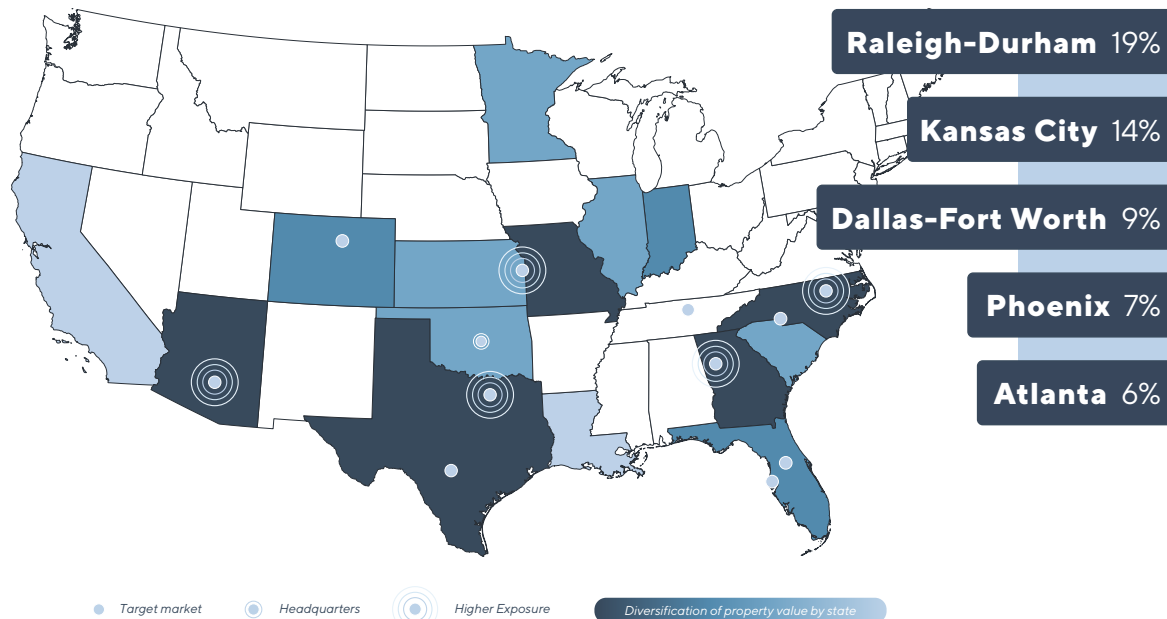 Raleigh-Durham 19%
Kansas City 14%
Dallas-Fort Worth 9%
Phoenix 7%
Atlanta 6%
Target market
Headquarters
Higher Exposure
Diversification of property value by state